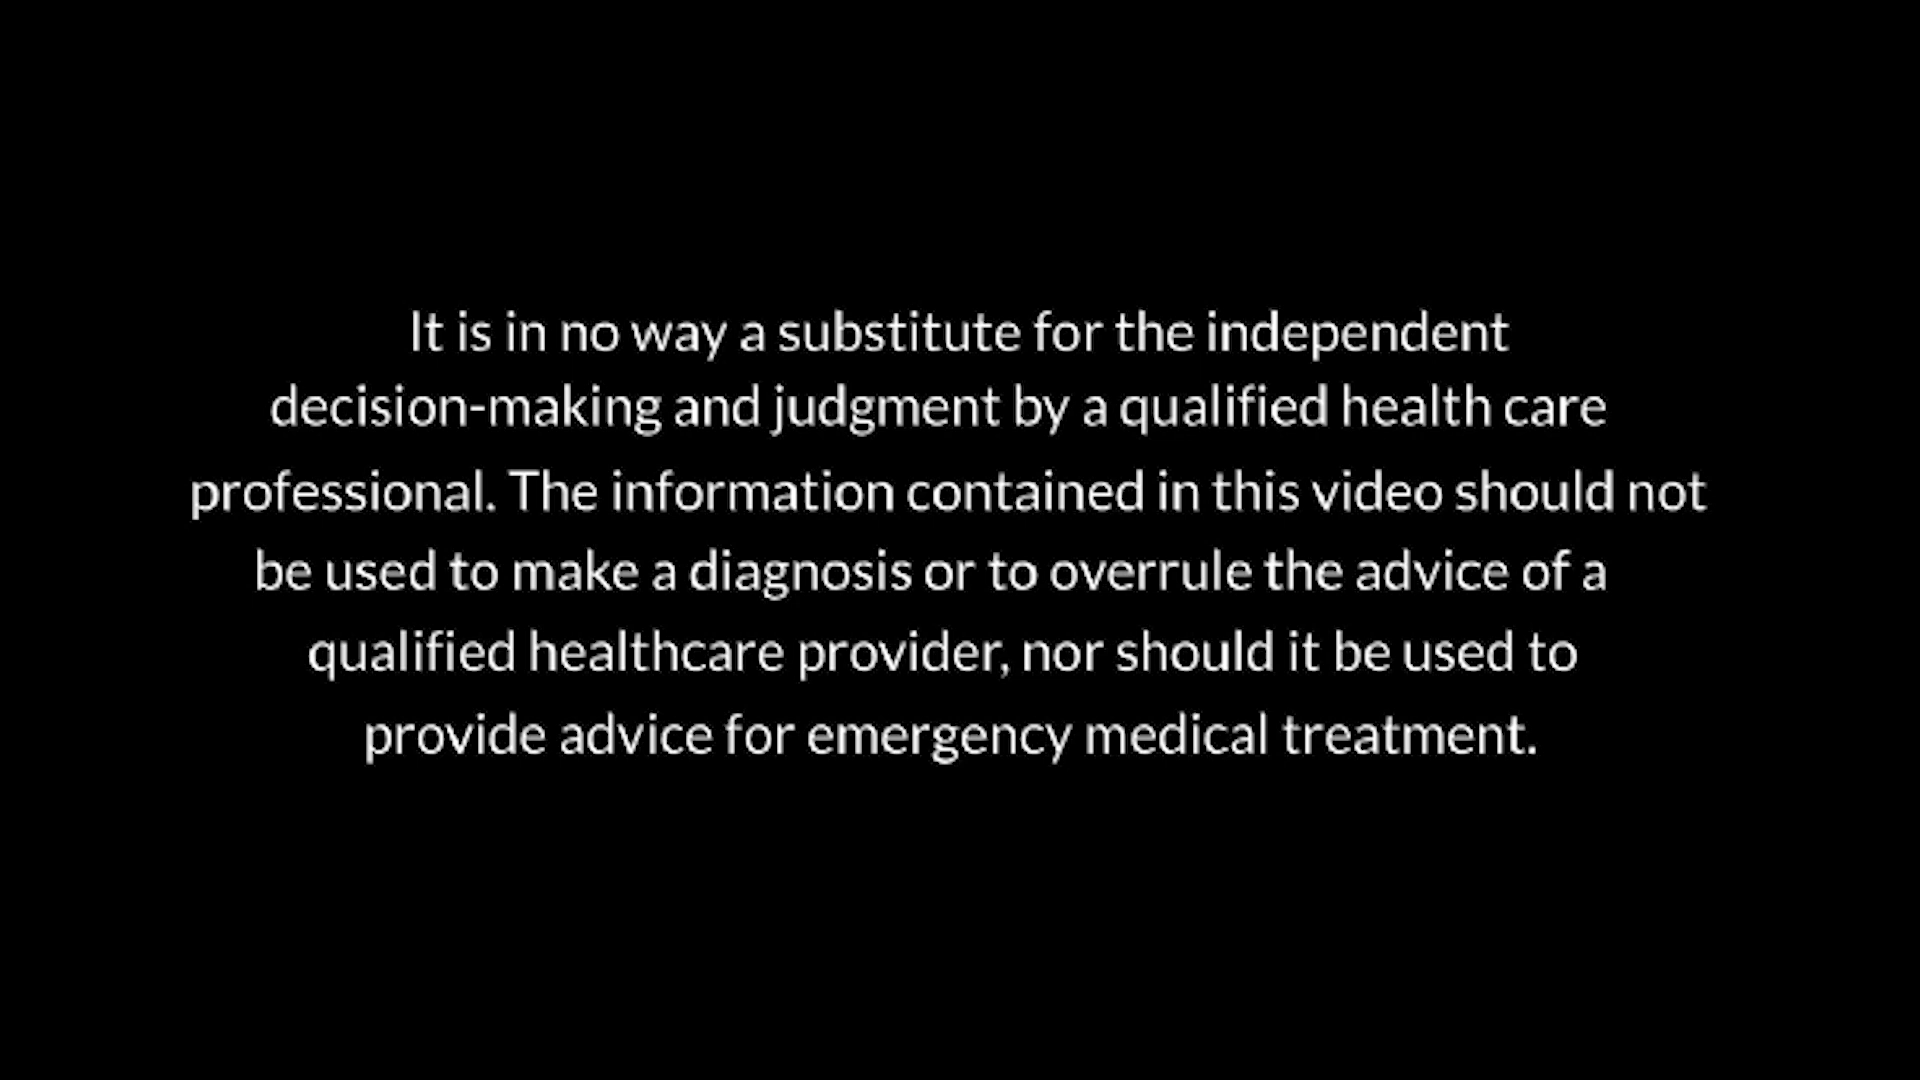 It is in no way a substitute for the independent
decision-making and judgment by a qualified health care
professional. The information contained in this video should not
be used to make a diagnosis or to overrule the advice of a
qualified healthcare provider, nor should it be used to
provide advice for emergency medical treatment.